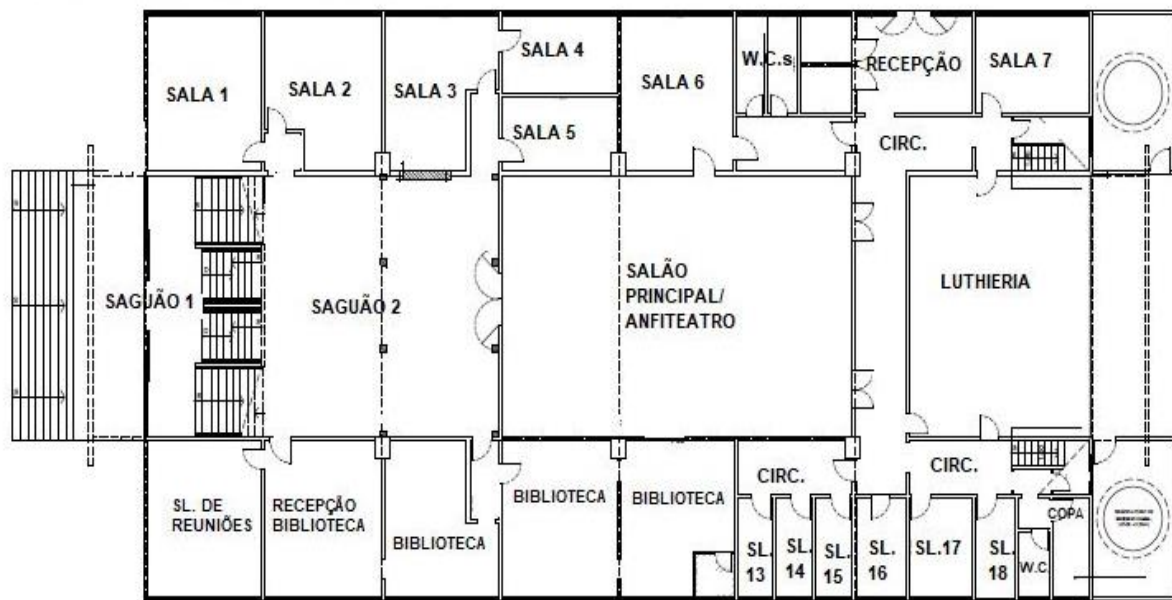 SALA 1
SALA 2
SALA 3
SALA 4
SALA 5
SALA 6
W.C.s
RECEPÇÃO
SALA 7
CIRC.
SAGUÃO 1
SAGUÃO 2
SALÃO
PRINCIPAL/
ANFITEATRO
LUTHIERIA
SL. DE
REUNIÕES
RECEPÇÃO
BIBLIOTECA
BIBLIOTECA
BIBLIOTECA
BIBLIOTECA
CIRC.
SL.
13
SL.
14
SL.
15
SL.
16
SL.17
CIRC.
SL.
18
W.C.
COPA